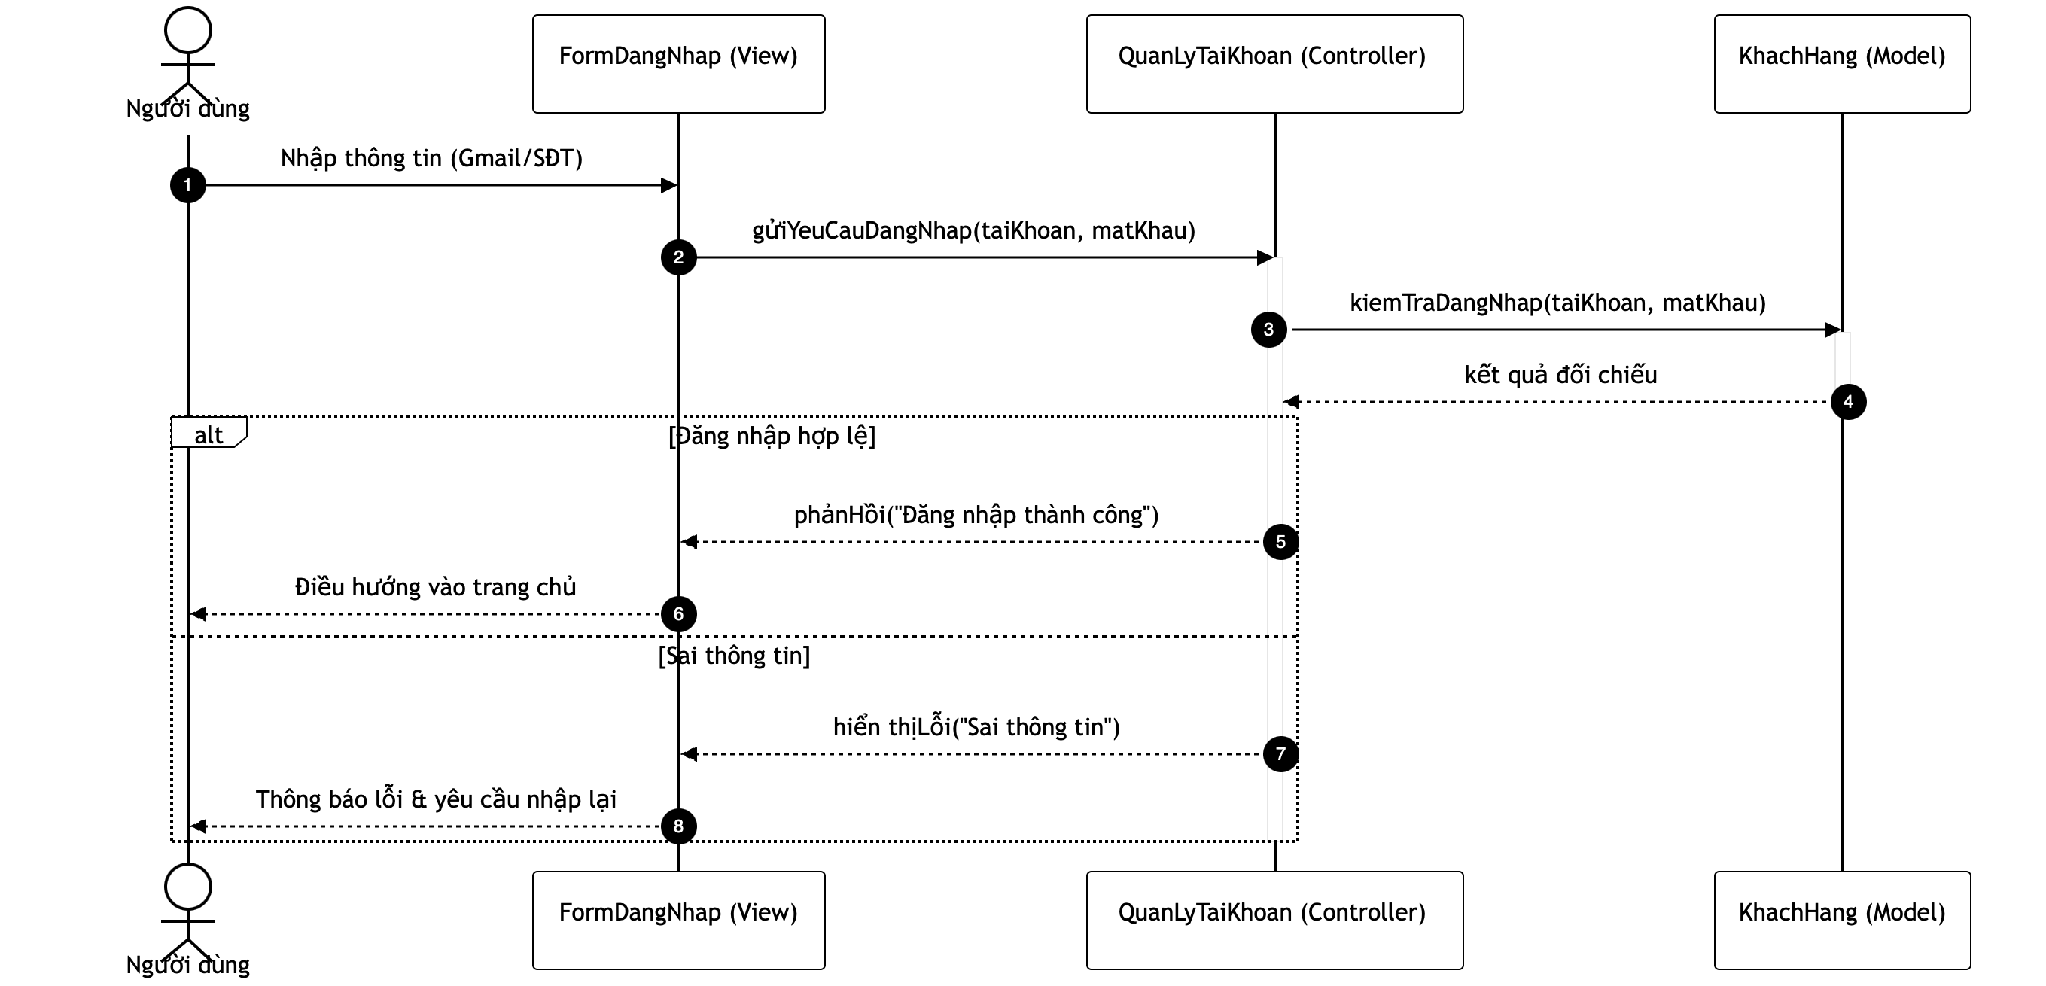 Người dùng
FormDangNhap (View)
QuanLyTaiKhoan (Controller)
KhachHang (Model)
Nhập thông tin (Gmail/SĐT)
1
gửiYeuCauDangNhap(taiKhoan, matKhau)
2
kiemTraDangNhap(taiKhoan, matKhau)
3
kết quả đối chiếu
4
alt
[Đăng nhập hợp lệ]
phảnHồi("Đăng nhập thành công")
5
Điều hướng vào trang chủ
6
[Sai thông tin]
hiển thịLỗi("Sai thông tin")
7
Thông báo lỗi & yêu cầu nhập lại
8
Người dùng
FormDangNhap (View)
QuanLyTaiKhoan (Controller)
KhachHang (Model)